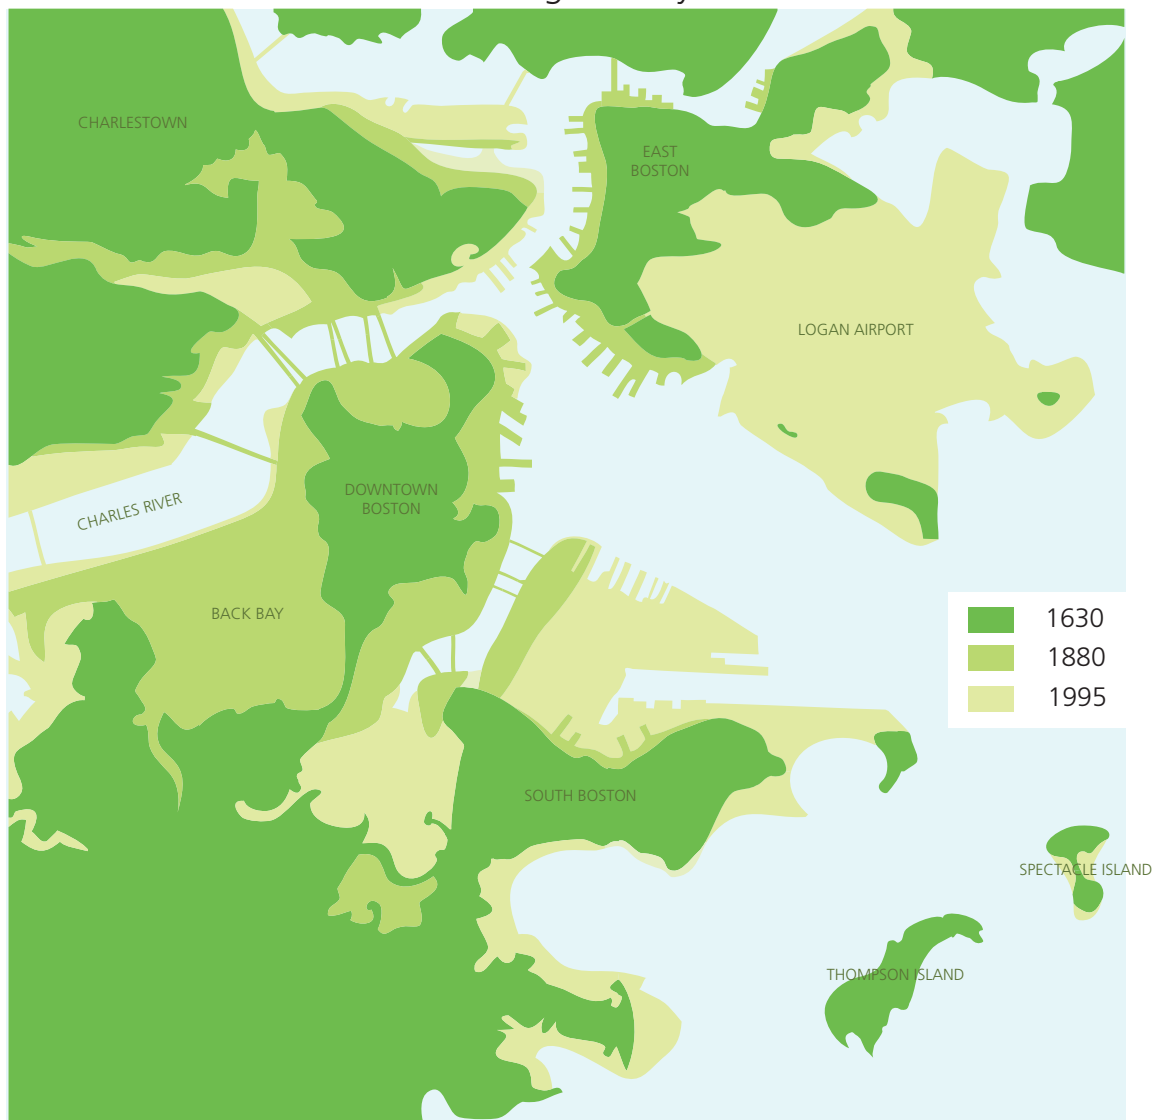 CHARLESTOWN
EAST
BOSTON
LOGAN AIRPORT
DOWNTOWN
BOSTON
CHARLES RIVER
BACK BAY
1630
1880
1995
SOUTH BOSTON
SPECTACLE ISLAND
THOMPSON ISLAND